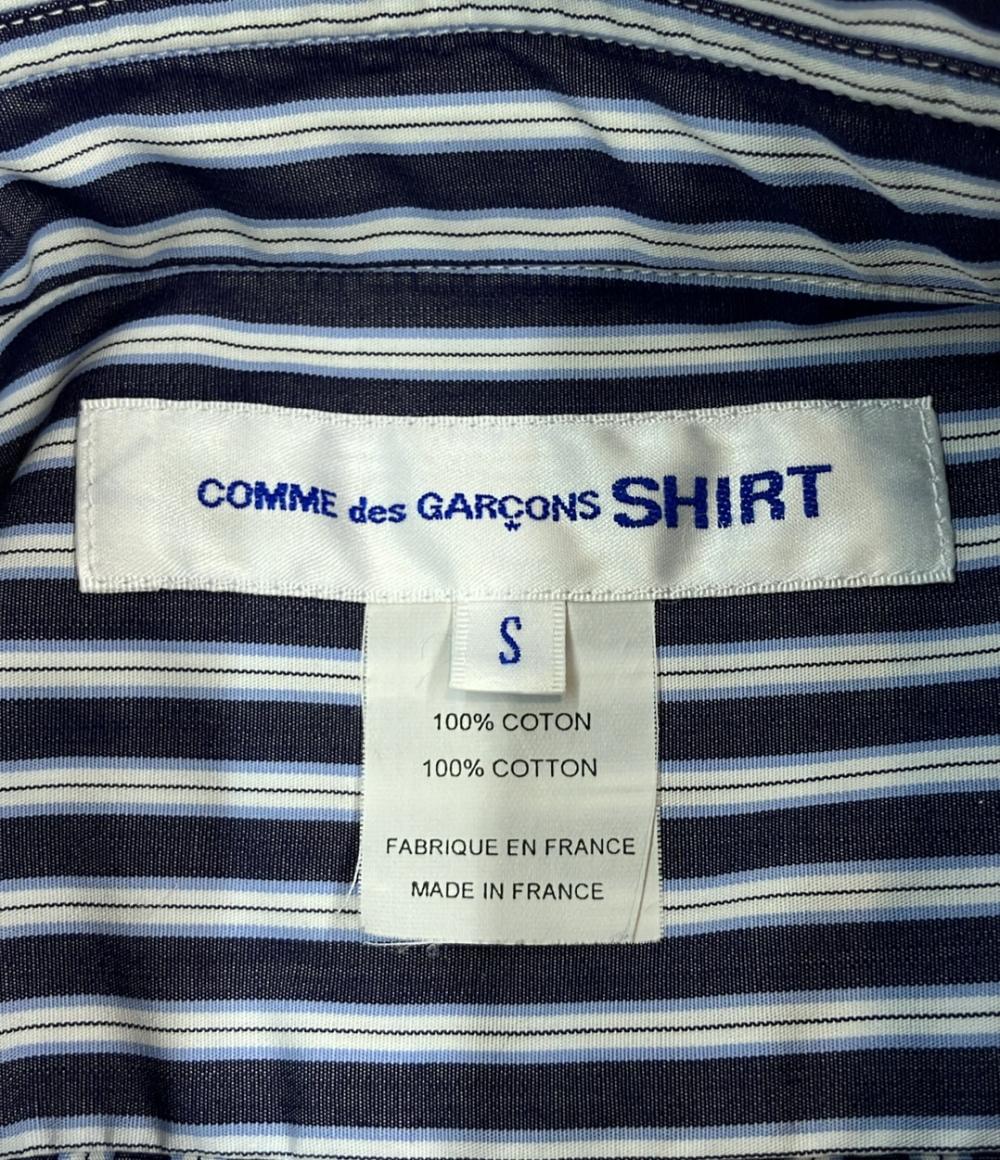 COMME des GARÇONS SHIRT
S
100% COTON
100% COTTON
FABRIQUE EN FRANCE
MADE IN FRANCE